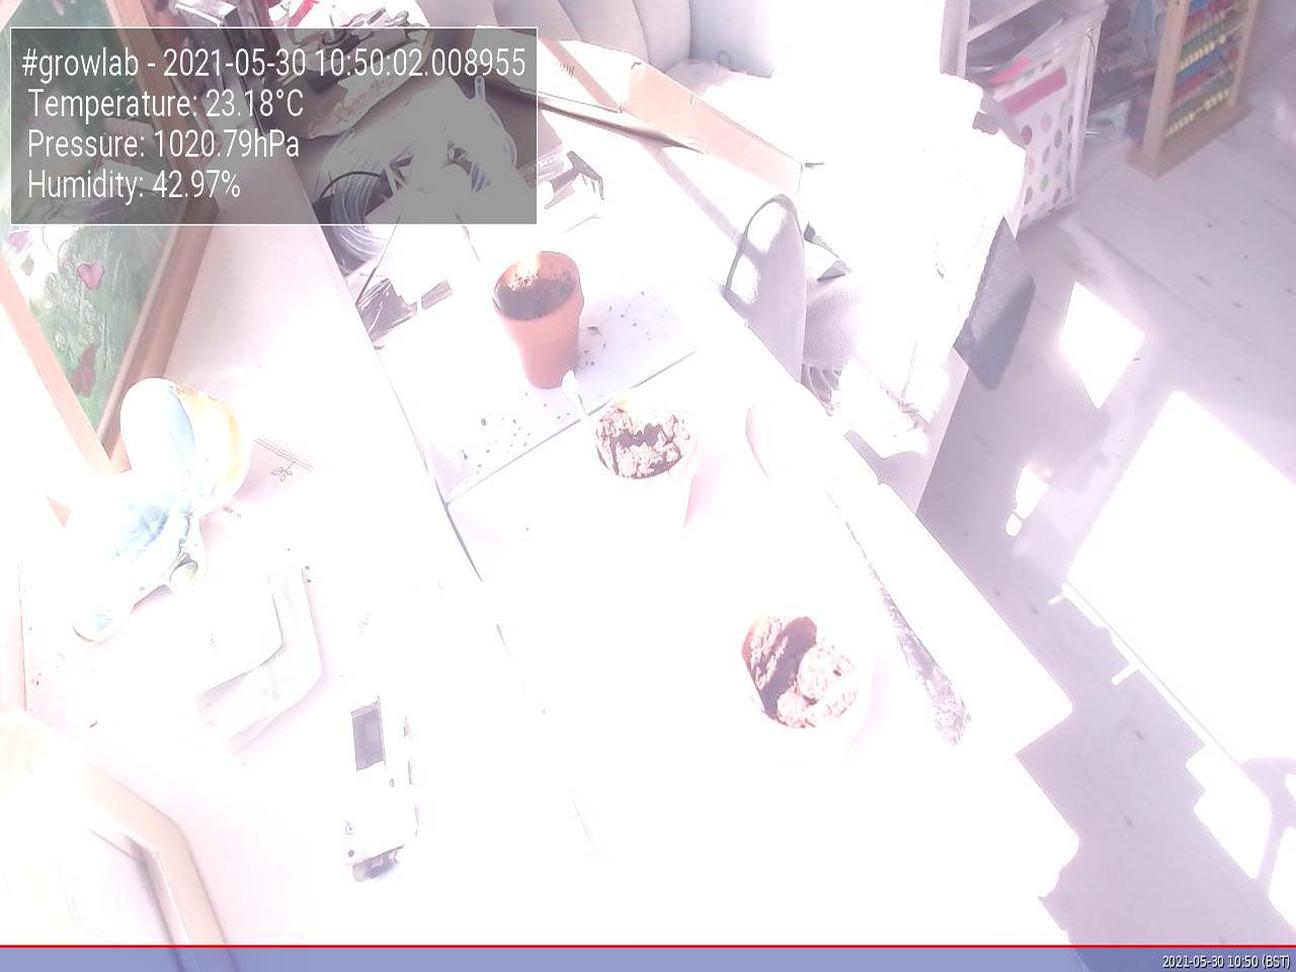 #growlab - 2021-05-30 10:50:02.008955
Temperature: 23.18°C
Pressure: 1020.79hPa
Humidity: 42.97%
2021-05-30 10:50 (BST)